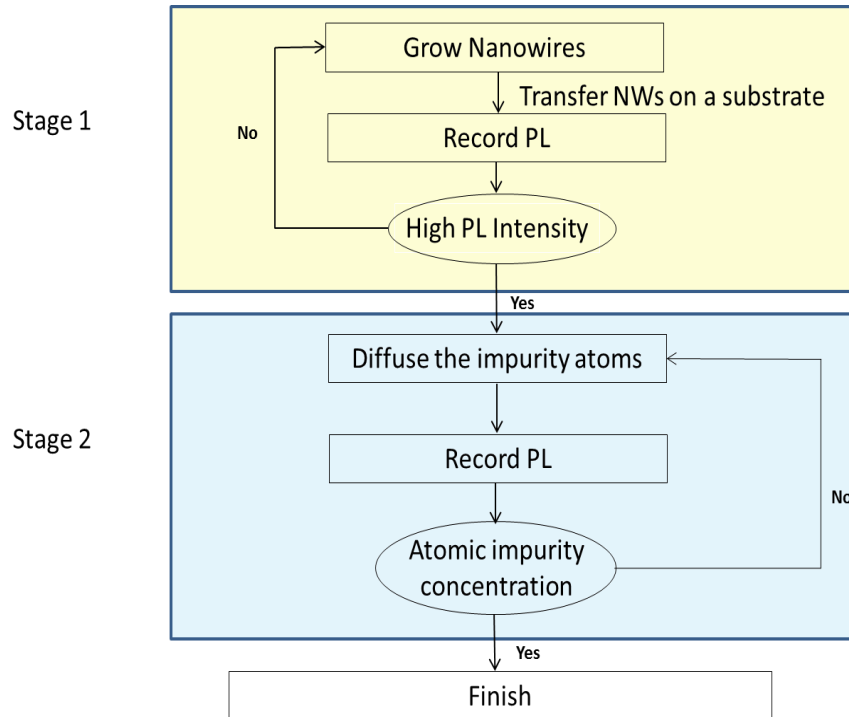 Grow Nanowires
Transfer NWs on a substrate
Stage 1
No
Record PL
High PL Intensity
Yes
Diffuse the impurity atoms
Stage 2
Record PL
No
Atomic impurity
concentration
Yes
Finish